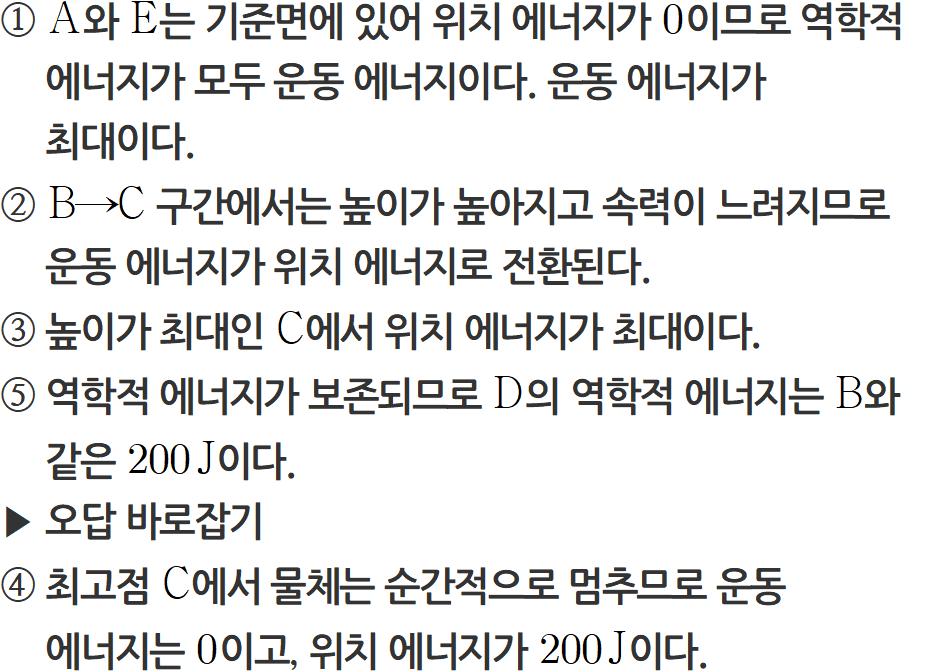 ① A와 E는 기준면에 있어 위치 에너지가 0이므로 역학적
에너지가 모두 운동 에너지이다. 운동 에너지가
최대이다.
② B→C 구간에서는 높이가 높아지고 속력이 느려지므로
운동 에너지가 위치 에너지로 전환된다.
③ 높이가 최대인 C에서 위치 에너지가 최대이다.
⑤ 역학적 에너지가 보존되므로 D의 역학적 에너지는 B와
같은 200 J이다.
▶ 오답 바로잡기
④ 최고점 C에서 물체는 순간적으로 멈추므로 운동
에너지는 0이고, 위치 에너지가 200 J이다.